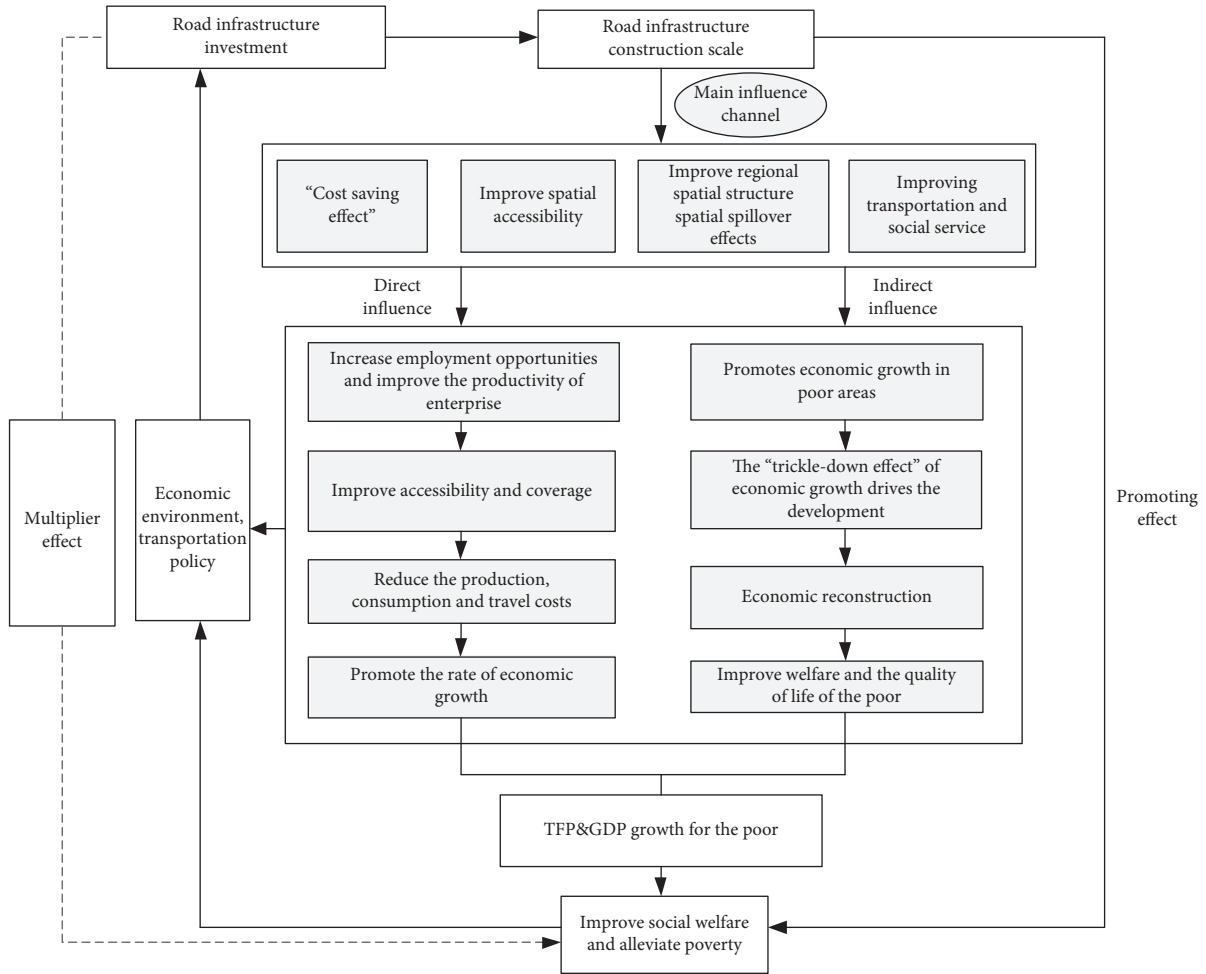 Road infrastructure
investment
Road infrastructure
construction scale
Main influence
channel
“Cost saving
effect”
Improve spatial
accessibility
Improve regional
spatial structure
spatial spillover
effects
Improving
transportation and
social service
Direct
influence
Indirect
influence
Increase employment opportunities
and improve the productivity of
enterprise
Promotes economic growth in
poor areas
Improve accessibility and coverage
The “trickle-down effect” of
economic growth drives the
development
Multiplier
effect
Economic
environment,
transportation
policy
Promoting
effect
Reduce the production,
consumption and travel costs
Economic reconstruction
Promote the rate of economic
growth
Improve welfare and the quality
of life of the poor
TFP&GDP growth for the poor
Improve social welfare
and alleviate poverty